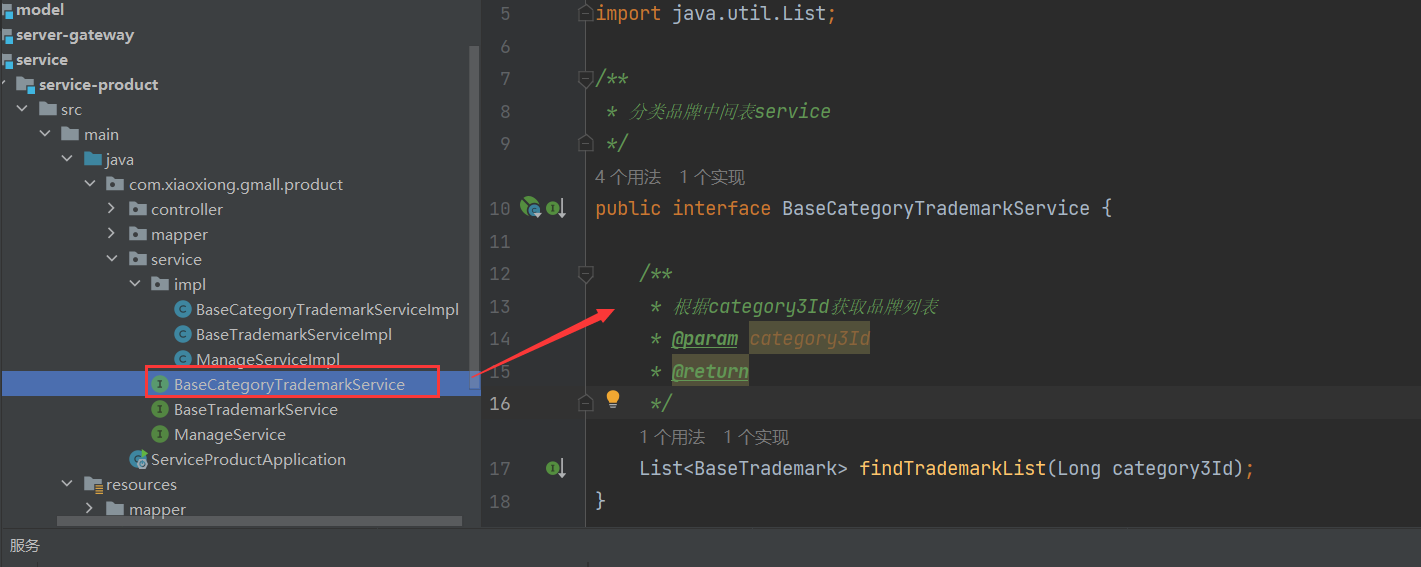 model
server-gateway
service
service-product
src
main
java
com.xiaoxiong.gmall.product
controller
mapper
service
impl
BaseCategoryTrademarkServiceImpl
BaseTrademarkServiceImpl
ManageServiceImpl
BaseCategoryTrademarkService
BaseTrademarkService
ManageService
ServiceProductApplication
resources
mapper
5 import java.util.List;
6
7 /**
8 * 分类品牌中间表service
9 */
4 个用法 1 个实现
10 public interface BaseCategoryTrademarkService {
11
12 /**
13 * 根据category3Id获取品牌列表
14 * @param category3Id
15 * @return
16 */
1 个用法 1 个实现
17 List<BaseTrademark> findTrademarkList(Long category3Id);
18 }
服务